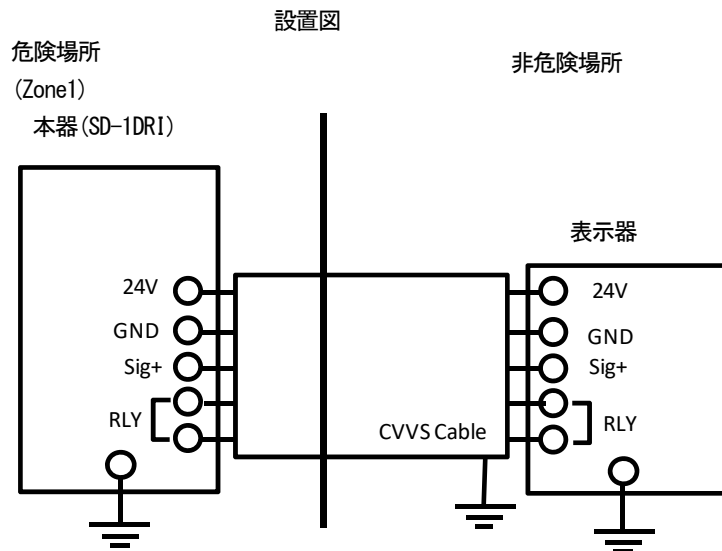 設置図
危険場所
(Zone1)
本器(SD-1DRI)
非危険場所
表示器
24V
GND
Sig+
RLY
CVVS Cable
24V
GND
Sig+
RLY